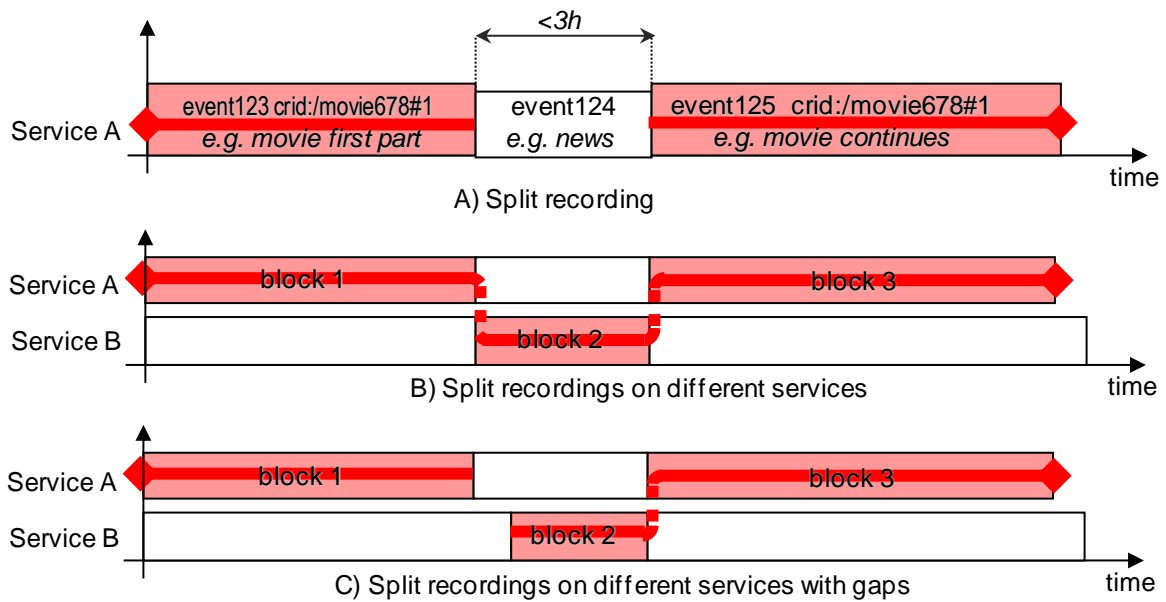 <3h
event123 crid:/movie678#1
event124
event125 crid:/movie678#1
Service A
e.g. movie first part
e.g. news
e.g. movie continues
time
A) Split recording
Service A
block 1
block 3
Service B
block 2
time
B) Split recordings on different services
Service A
block 1
block 3
Service B
block 2
time
C) Split recordings on different services with gaps